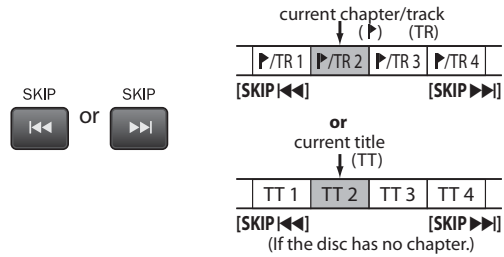 SKIP
or
SKIP
current chapter/track
( ) (TR)
/TR 1 /TR 2 /TR 3 /TR 4
[SKIP ⏮] [SKIP ⏭]
or
current title
(TT)
TT 1 TT 2 TT 3 TT 4
[SKIP ⏮] [SKIP ⏭]
(If the disc has no chapter.)